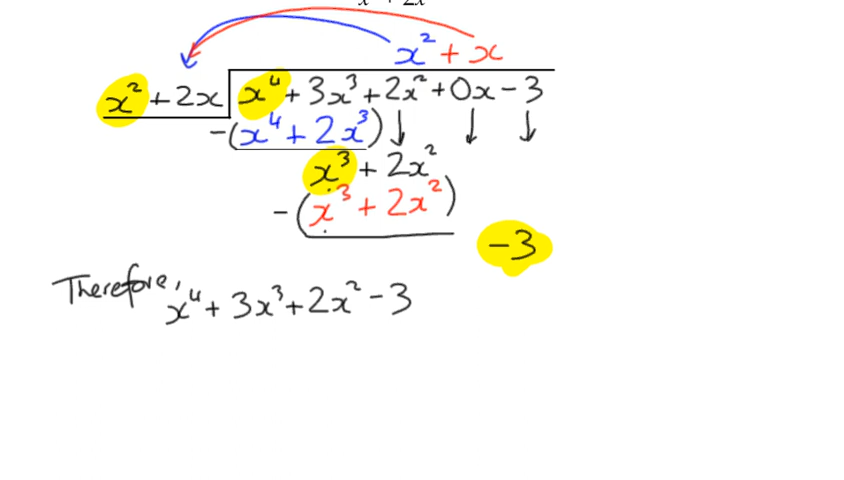 x² + x
x² + 2x x⁴ + 3x³ + 2x² + 0x - 3
-(x⁴ + 2x³)
x³ + 2x²
-(x³ + 2x²)
-3
Therefore,
x⁴ + 3x³ + 2x² - 3